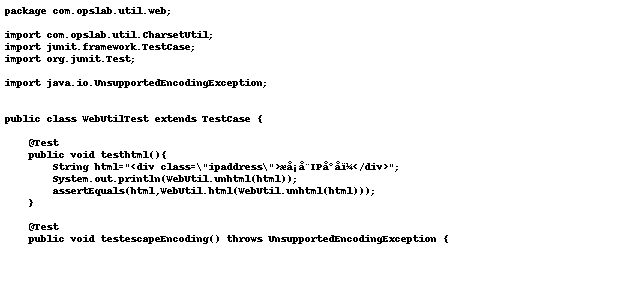 package com.opslab.util.web;

import com.opslab.util.CharsetUtil;
import junit.framework.TestCase;
import org.junit.Test;

import java.io.UnsupportedEncodingException;


public class WebUtilTest extends TestCase {

    @Test
    public void testhtml(){
        String html="<div class=\"ipaddress\">æå¡å¨IPå°åï¼</div>";
        System.out.println(WebUtil.unhtml(html));
        assertEquals(html,WebUtil.html(WebUtil.unhtml(html)));
    }

    @Test
    public void testescapeEncoding() throws UnsupportedEncodingException {